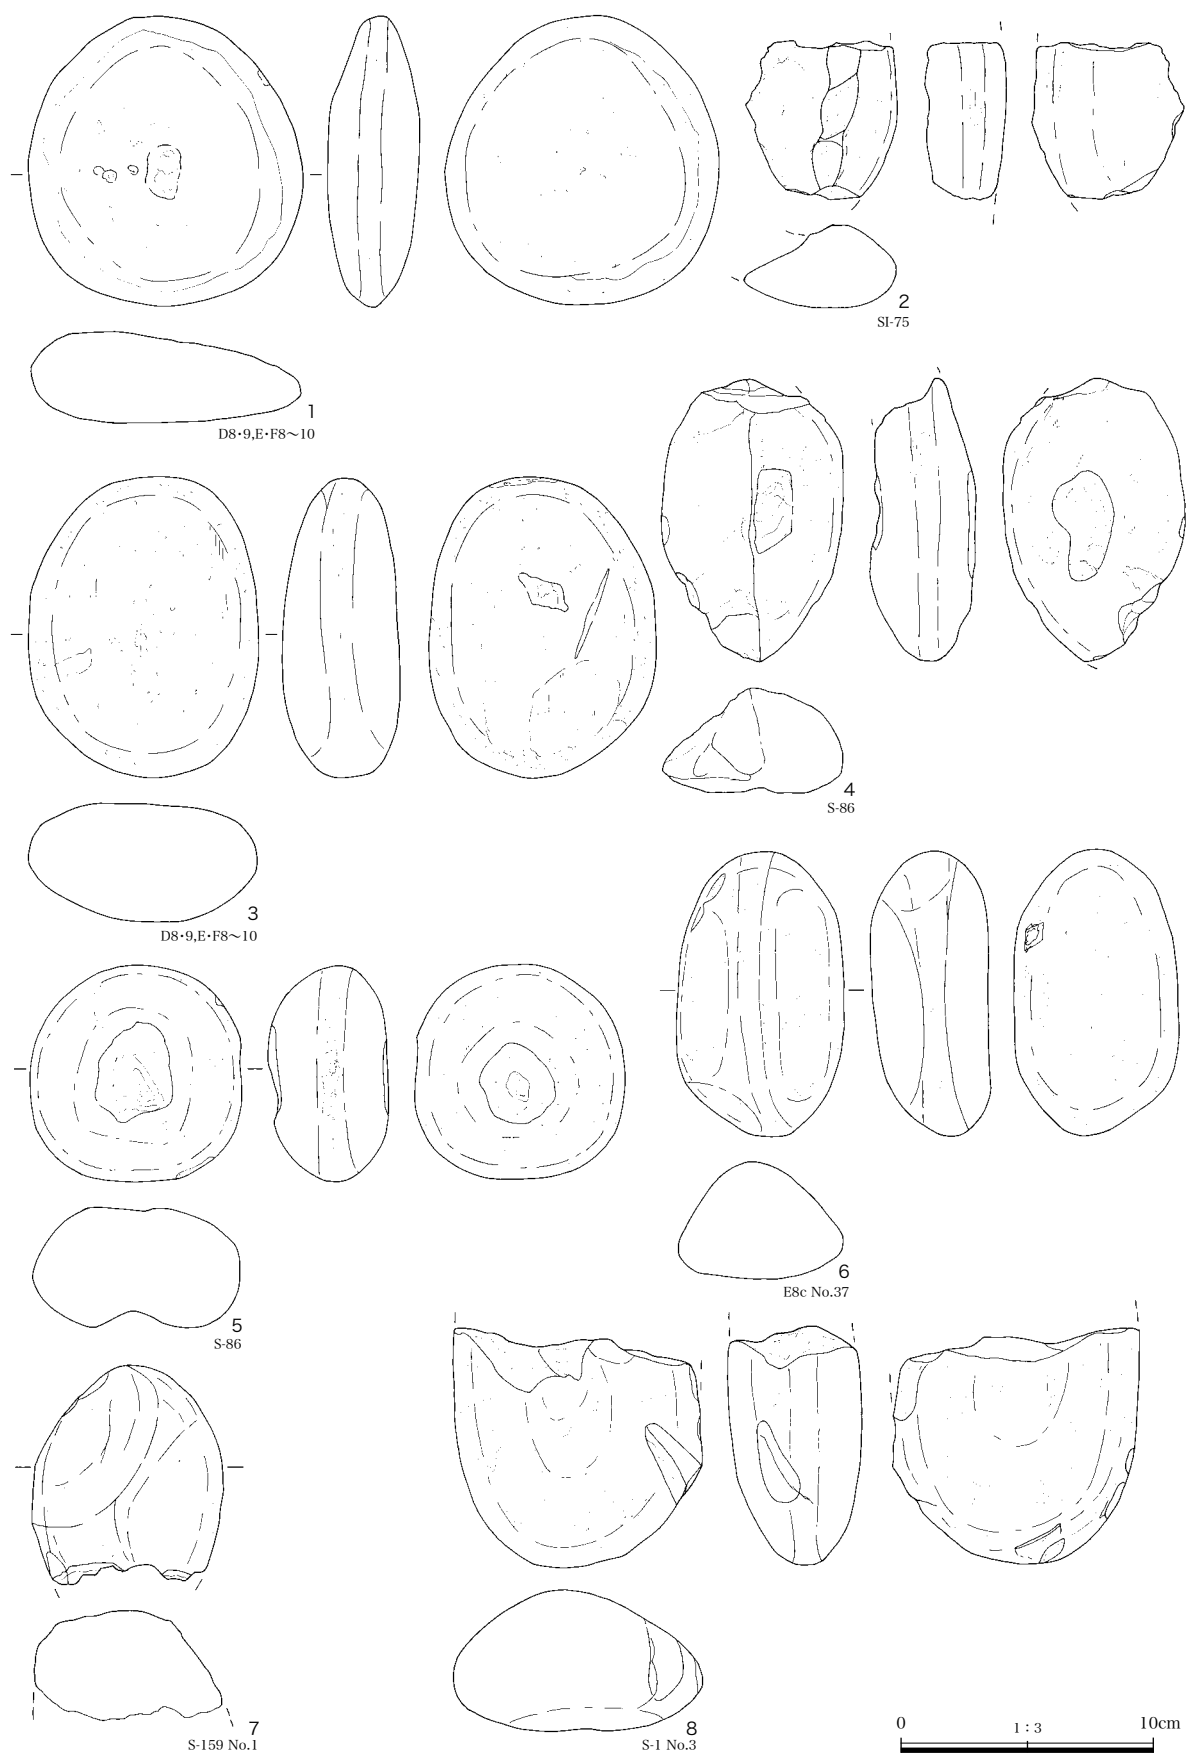 1
D8・9,E・F8～10
2
SI-75
3
D8・9,E・F8～10
4
S-86
5
S-86
6
E8c No.37
7
S-159 No.1
8
S-1 No.3
0 1:3 10cm